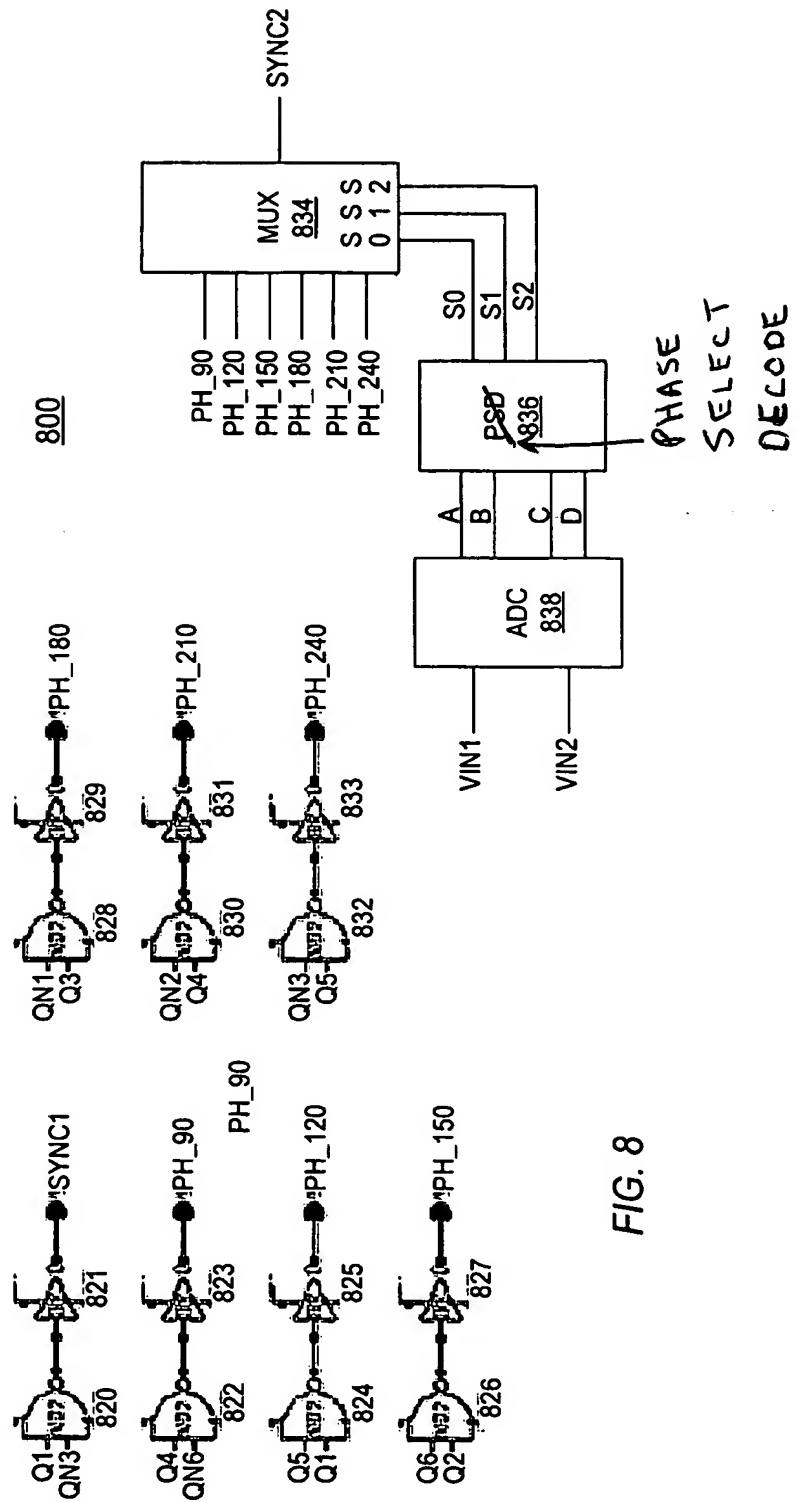 800
Q1
QN3
820
821
SYNC1
Q4
QN6
822
823
PH_90
PH_90
Q5
Q1
824
825
PH_120
Q6
Q2
826
827
PH_150
QN1
Q3
828
829
PH_180
QN2
Q4
830
831
PH_210
QN3
Q5
832
833
PH_240
PH_90
PH_120
PH_150
PH_180
PH_210
PH_240
MUX
834
S S S
0 1 2
SYNC2
S0
S1
S2
PSD
836
PHASE
SELECT
DECODE
A
B
C
D
ADC
838
VIN1
VIN2
FIG. 8